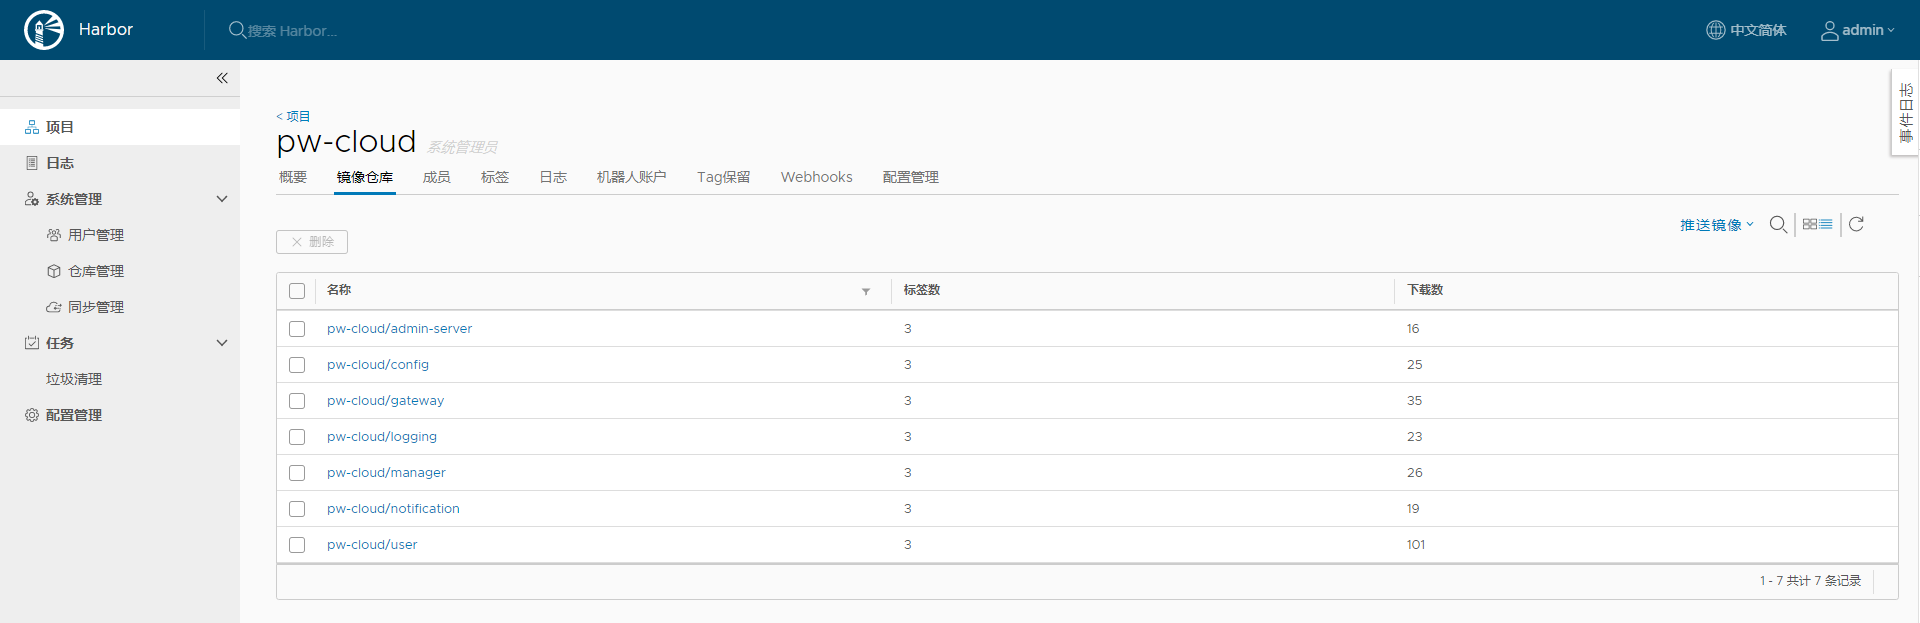 Harbor
搜索 Harbor...
中文简体
admin
事件日志
项目
日志
系统管理
用户管理
仓库管理
同步管理
任务
垃圾清理
配置管理
< 项目
pw-cloud 系统管理员
概要 镜像仓库 成员 标签 日志 机器人账户 Tag保留 Webhooks 配置管理
推送镜像
删除
名称 标签数 下载数
pw-cloud/admin-server 3 16
pw-cloud/config 3 25
pw-cloud/gateway 3 35
pw-cloud/logging 3 23
pw-cloud/manager 3 26
pw-cloud/notification 3 19
pw-cloud/user 3 101
1 - 7 共计 7 条记录